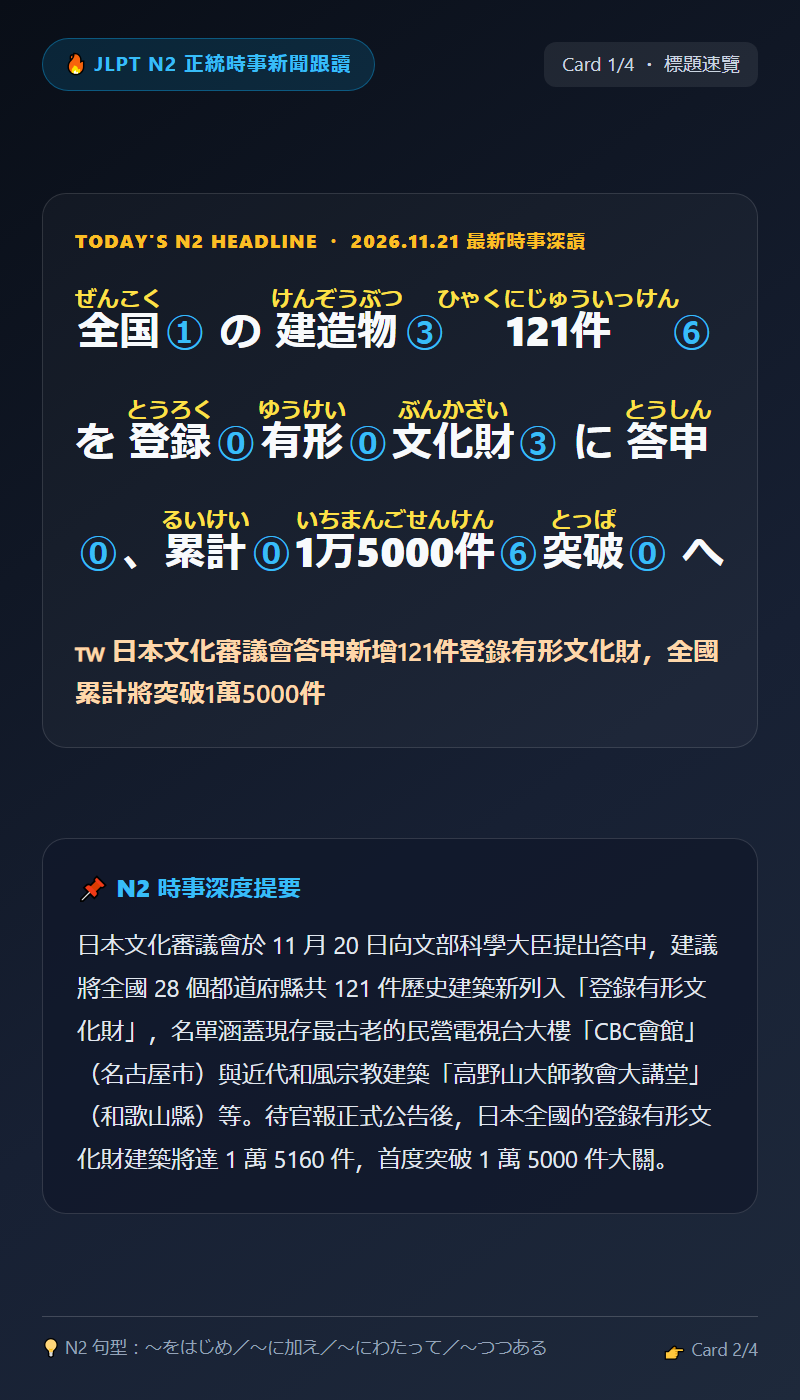 🔥 JLPT N2 正統時事新聞跟讀
Card 1/4 · 標題速覽
TODAY'S N2 HEADLINE · 2026.11.21 最新時事深讀
ぜんこく けんぞうぶつ ひゃくにじゅういっけん
全国① の 建造物③ 121件⑥
とうろく ゆうけい ぶんかざい とうしん
を 登録⓪有形⓪文化財③ に 答申
るいけい いちまんごせんけん とっぱ
⓪、累計⓪1万5000件⑥突破⓪ へ
TW 日本文化審議會答申新增121件登錄有形文化財，全國
累計將突破1萬5000件
📌 N2 時事深度提要
日本文化審議會於 11 月 20 日向文部科學大臣提出答申，建議
將全國 28 個都道府縣共 121 件歷史建築新列入「登錄有形文
化財」，名單涵蓋現存最古老的民營電視台大樓「CBC會館」
（名古屋市）與近代和風宗教建築「高野山大師教會大講堂」
（和歌山縣）等。待官報正式公告後，日本全國的登錄有形文
化財建築將達 1 萬 5160 件，首度突破 1 萬 5000 件大關。
💡 N2 句型：～をはじめ／～に加え／～にわたって／～つつある
👉 Card 2/4